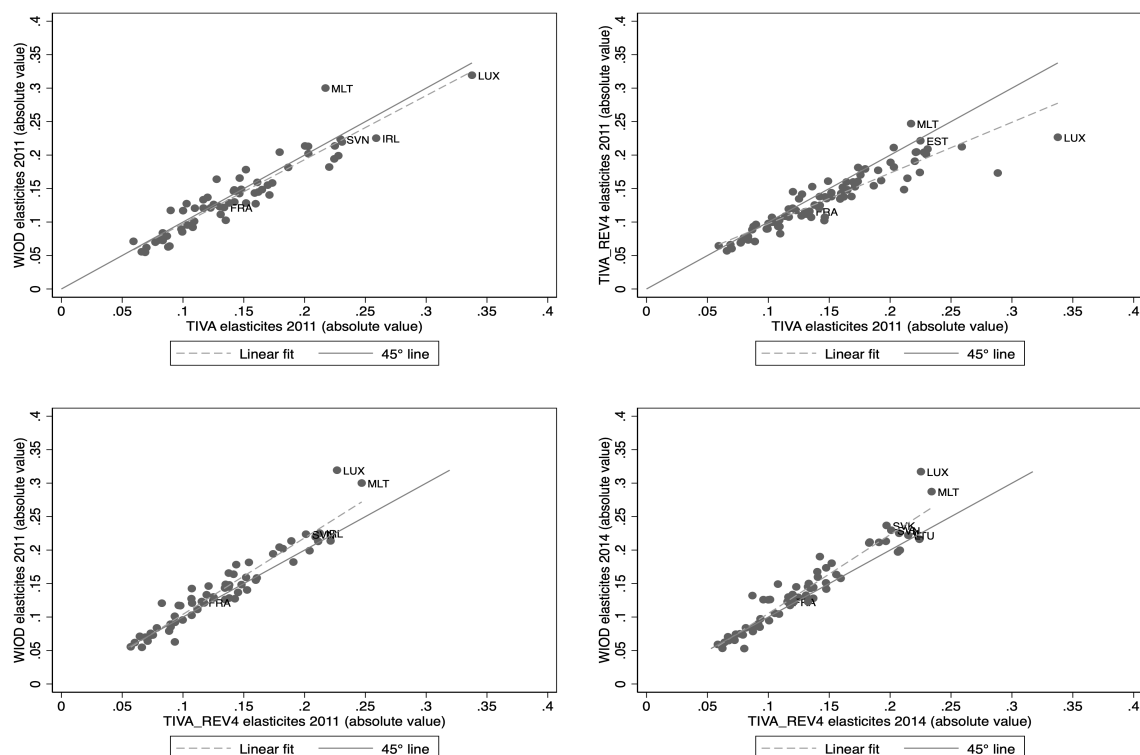 WIOD elasticites 2011 (absolute value)
.4
.35
.3
.25
.2
.15
.1
.05
0
LUX
MLT
SVN
IRL
FRA
0 .05 .1 .15 .2 .25 .3 .35 .4
TIVA elasticites 2011 (absolute value)
Linear fit 45° line
TIVA_REV4 elasticites 2011 (absolute value)
.4
.35
.3
.25
.2
.15
.1
.05
0
MLT
EST
LUX
FRA
0 .05 .1 .15 .2 .25 .3 .35 .4
TIVA elasticites 2011 (absolute value)
Linear fit 45° line
WIOD elasticites 2011 (absolute value)
.4
.35
.3
.25
.2
.15
.1
.05
0
LUX
MLT
FRA
0 .05 .1 .15 .2 .25 .3 .35 .4
TIVA_REV4 elasticites 2011 (absolute value)
Linear fit 45° line
WIOD elasticites 2014 (absolute value)
.4
.35
.3
.25
.2
.15
.1
.05
0
LUX
MLT
SVK
FRA
0 .05 .1 .15 .2 .25 .3 .35 .4
TIVA_REV4 elasticites 2014 (absolute value)
Linear fit 45° line